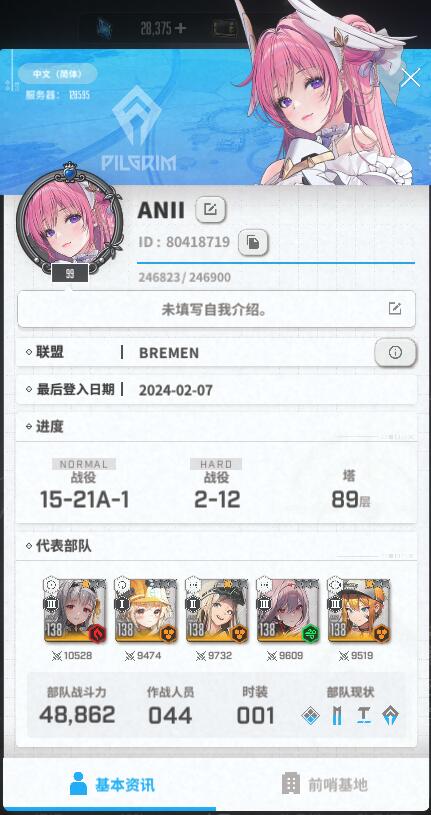 28,375
中文（简体）
服务器：
PILGRIM
ANII
ID : 80418719
99
246823/ 246900
未填写自我介绍。
联盟 BREMEN
最后登入日期 2024-02-07
进度
NORMAL HARD
战役 战役 塔
15-21A-1 2-12 89层
代表部队
III I II III III
138 138 138 138 138
10528 9474 9732 9609 9519
部队战斗力 作战人员 时装 部队现状
48,862 044 001
基本资讯 前哨基地